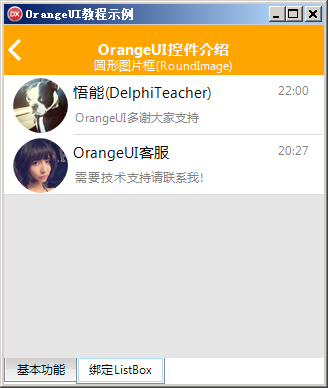 OrangeUI教程示例
OrangeUI控件介绍
圆形图片框(RoundImage)
悟能(DelphiTeacher) 22:00
OrangeUI多谢大家支持
OrangeUI客服 20:27
需要技术支持请联系我!
基本功能 绑定ListBox